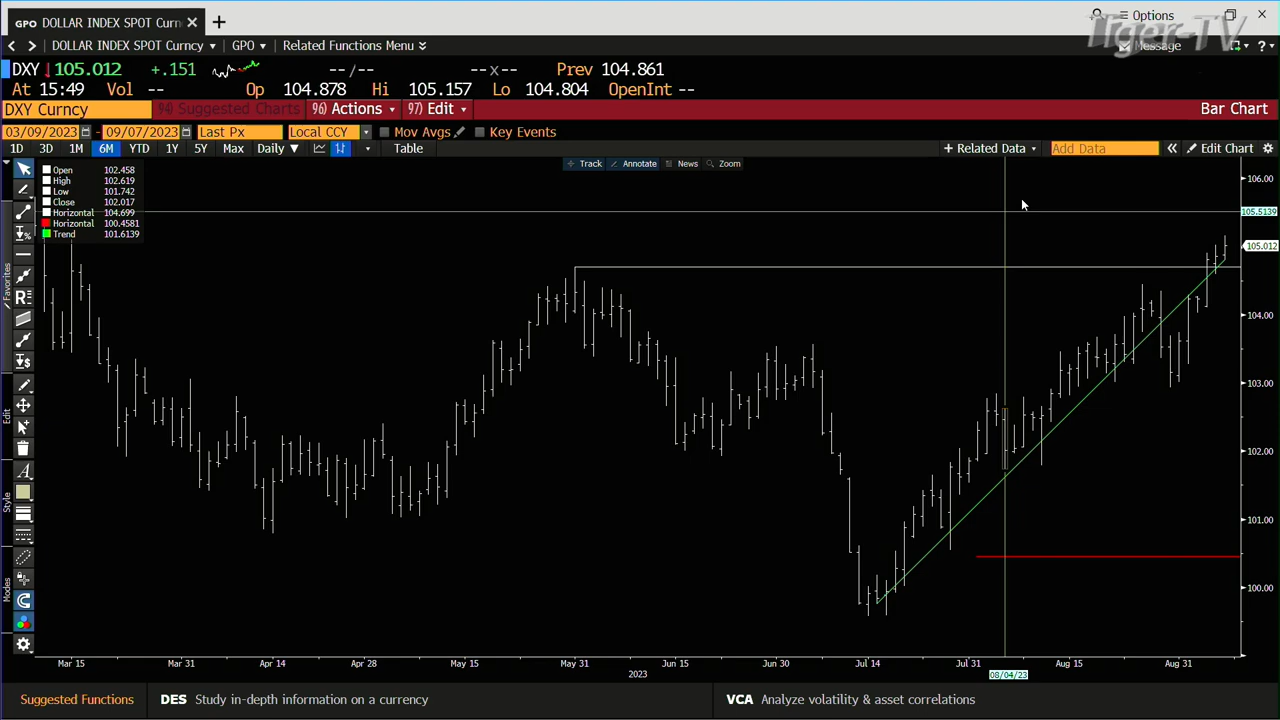 GPO DOLLAR INDEX SPOT Curn
Options
Tiger-TV
DOLLAR INDEX SPOT Curncy GPO Related Functions Menu Message
DXY 105.012 +.151 --/-- --x-- Prev 104.861
At 15:49 Vol -- Op 104.878 Hi 105.157 Lo 104.804 OpenInt --
DXY Curncy 94) Suggested Charts 96) Actions 97) Edit Bar Chart
03/09/2023 - 09/07/2023 Last Px Local CCY Mov Avgs Key Events
1D 3D 1M 6M YTD 1Y 5Y Max Daily Table + Related Data Add Data Edit Chart
Track Annotate News Zoom
Open 102.458
High 102.619
Low 101.742
Close 102.017
Horizontal 104.699
Horizontal 100.4581
Trend 101.6139
Favorites
Edit
Style
Modes
106.00
105.5139
105.012
104.00
103.00
102.00
101.00
100.00
Mar 15 Mar 31 Apr 14 Apr 28 May 15 May 31 Jun 15 Jun 30 Jul 14 Jul 31 Aug 15 Aug 31
2023 08/04/23
Suggested Functions DES Study in-depth information on a currency VCA Analyze volatility & asset correlations